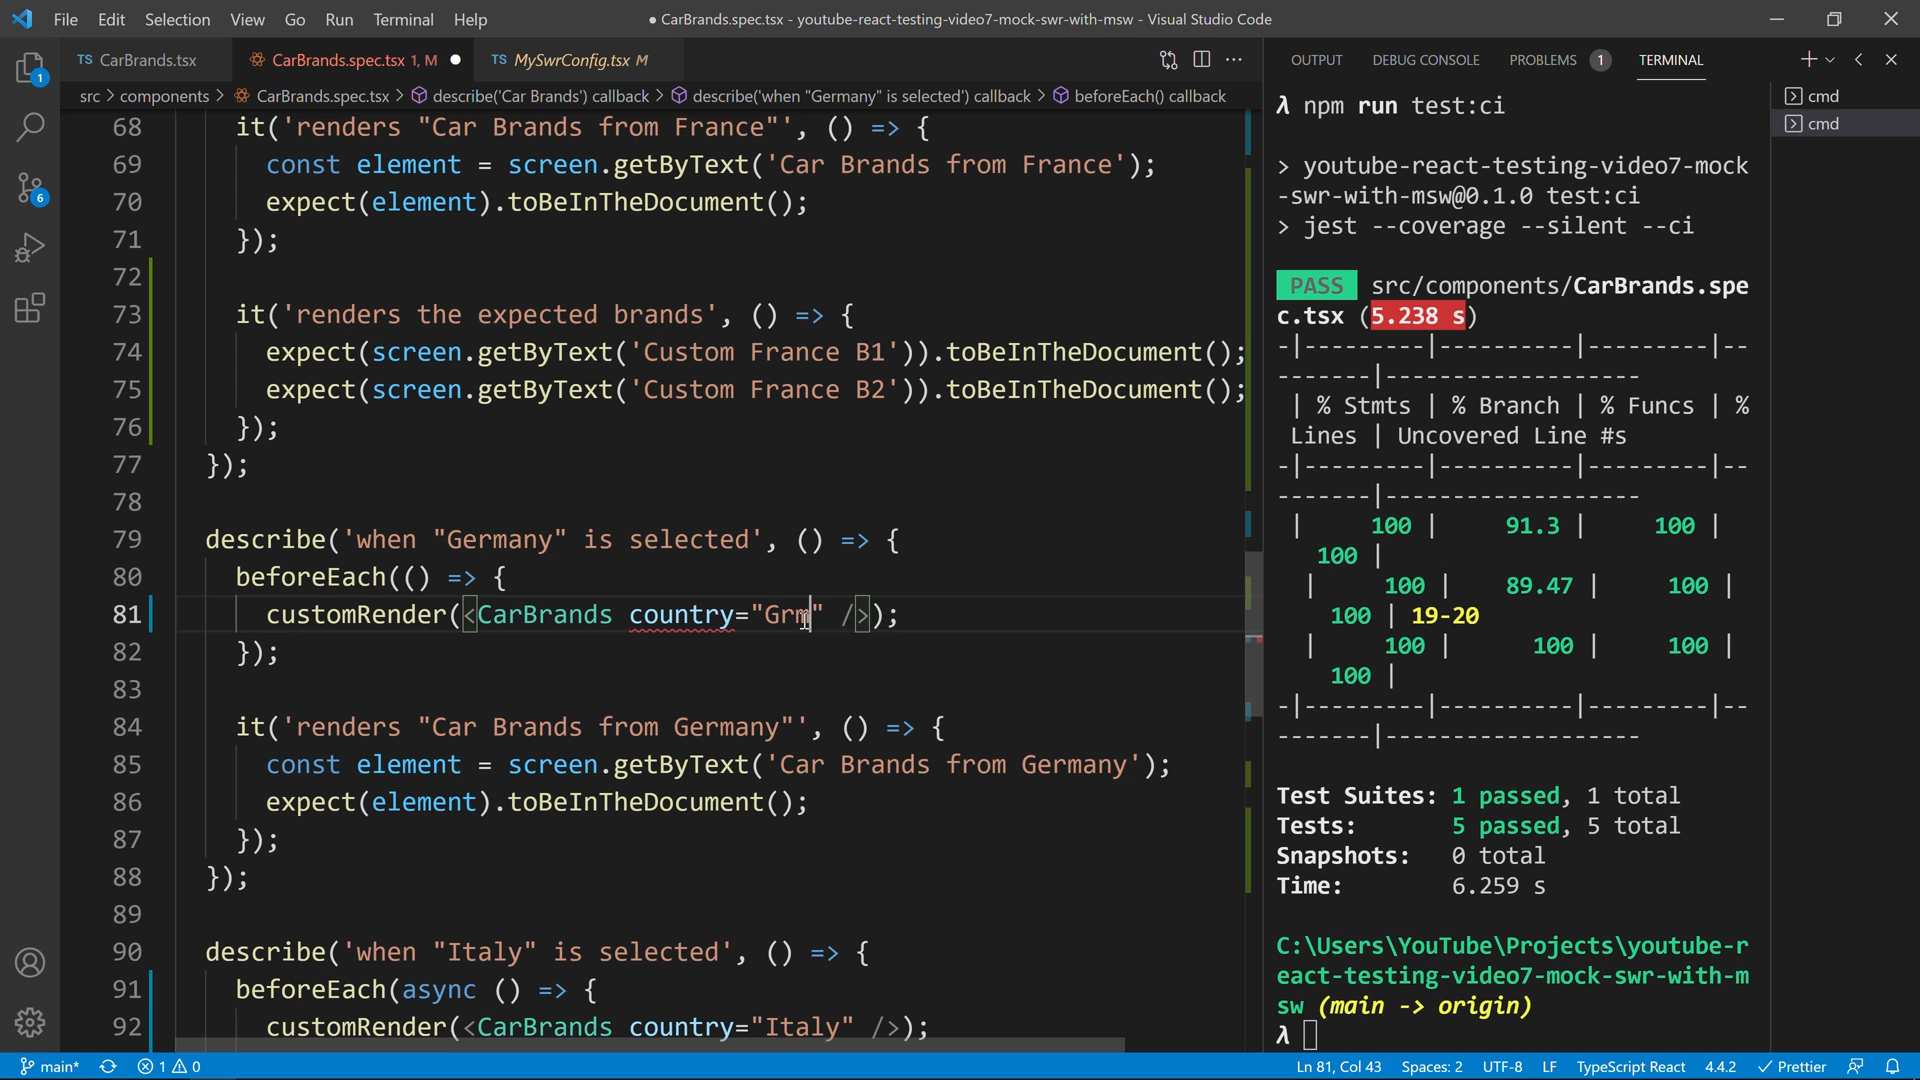 File Edit Selection View Go Run Terminal Help
● CarBrands.spec.tsx - youtube-react-testing-video7-mock-swr-with-msw - Visual Studio Code
TS CarBrands.tsx
CarBrands.spec.tsx 1, M ●
TS MySwrConfig.tsx M
src > components > CarBrands.spec.tsx > describe('Car Brands') callback > describe('when "Germany" is selected') callback > beforeEach() callback
68 it('renders "Car Brands from France"', () => {
69 const element = screen.getByText('Car Brands from France');
70 expect(element).toBeInTheDocument();
71 });
72
73 it('renders the expected brands', () => {
74 expect(screen.getByText('Custom France B1')).toBeInTheDocument();
75 expect(screen.getByText('Custom France B2')).toBeInTheDocument();
76 });
77 });
78
79 describe('when "Germany" is selected', () => {
80 beforeEach(() => {
81 customRender(<CarBrands country="Grm" />);
82 });
83
84 it('renders "Car Brands from Germany"', () => {
85 const element = screen.getByText('Car Brands from Germany');
86 expect(element).toBeInTheDocument();
87 });
88 });
89
90 describe('when "Italy" is selected', () => {
91 beforeEach(async () => {
92 customRender(<CarBrands country="Italy" />);
1
6
OUTPUT DEBUG CONSOLE PROBLEMS 1 TERMINAL
cmd
cmd
λ npm run test:ci
> youtube-react-testing-video7-mock
-swr-with-msw@0.1.0 test:ci
> jest --coverage --silent --ci
PASS src/components/CarBrands.spe
c.tsx (5.238 s)
-|---------|----------|---------|--
-------|-------------------
| % Stmts | % Branch | % Funcs | %
Lines | Uncovered Line #s
-|---------|----------|---------|--
-------|-------------------
| 100 | 91.3 | 100 |
100 |
| 100 | 89.47 | 100 |
100 | 19-20
| 100 | 100 | 100 |
100 |
-|---------|----------|---------|--
-------|-------------------
Test Suites: 1 passed, 1 total
Tests: 5 passed, 5 total
Snapshots: 0 total
Time: 6.259 s
C:\Users\YouTube\Projects\youtube-r
eact-testing-video7-mock-swr-with-m
sw (main -> origin)
λ
main* 1 0 Ln 81, Col 43 Spaces: 2 UTF-8 LF TypeScript React 4.4.2 Prettier